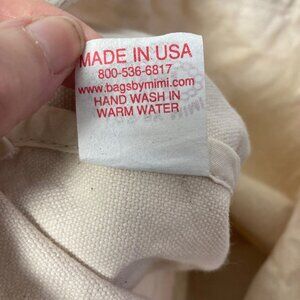 MADE IN USA
800-536-6817
www.bagsbymimi.com
HAND WASH IN
WARM WATER